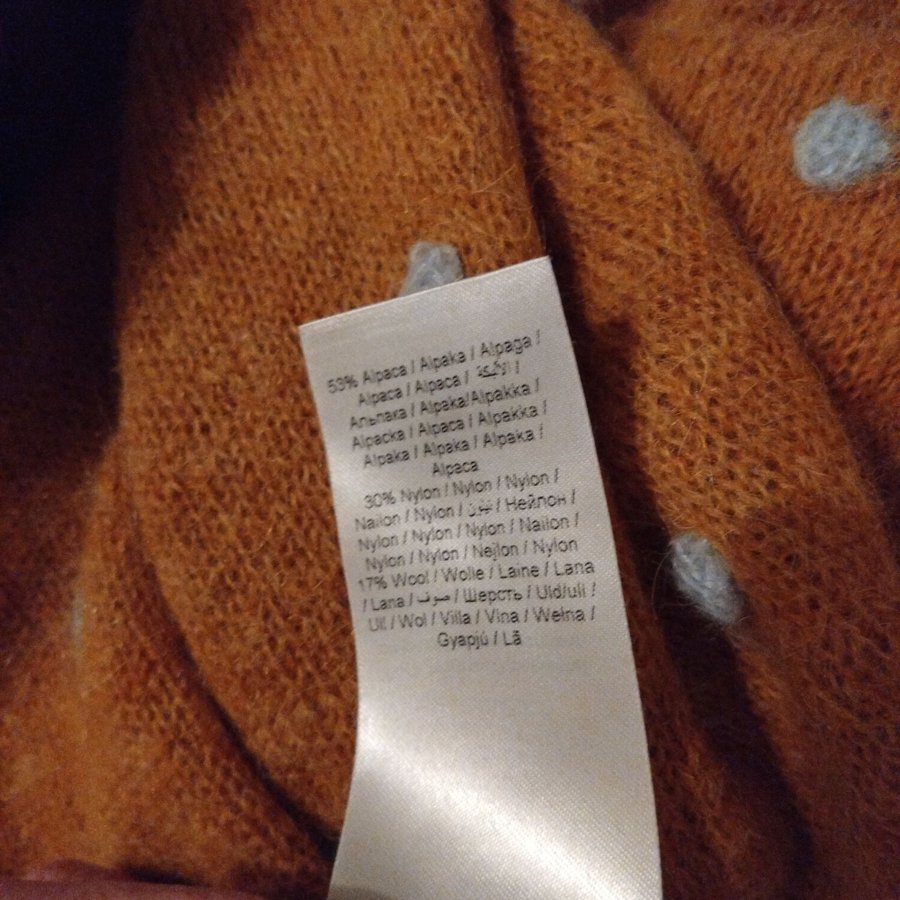 53% Alpaca / Alpaka / Alpaga /
Alpaca / Alpaca / الألبكة /
Альпака / Alpaka/Alpakka /
Alpacka / Alpaca / Alpakka /
Alpaka / Alpaka / Alpaka /
Alpaca
30% Nylon / Nylon / Nylon /
Nailon / Nylon / نايلون / Нейлон /
Nylon / Nylon / Nylon / Nailon /
Nylon / Nylon / Nejlon / Nylon
17% Wool / Wolle / Laine / Lana
/ Lana / صوف / Шерсть / Uld/ull /
Ull / Wol / Villa / Vlna / Wełna /
Gyapjú / Lã